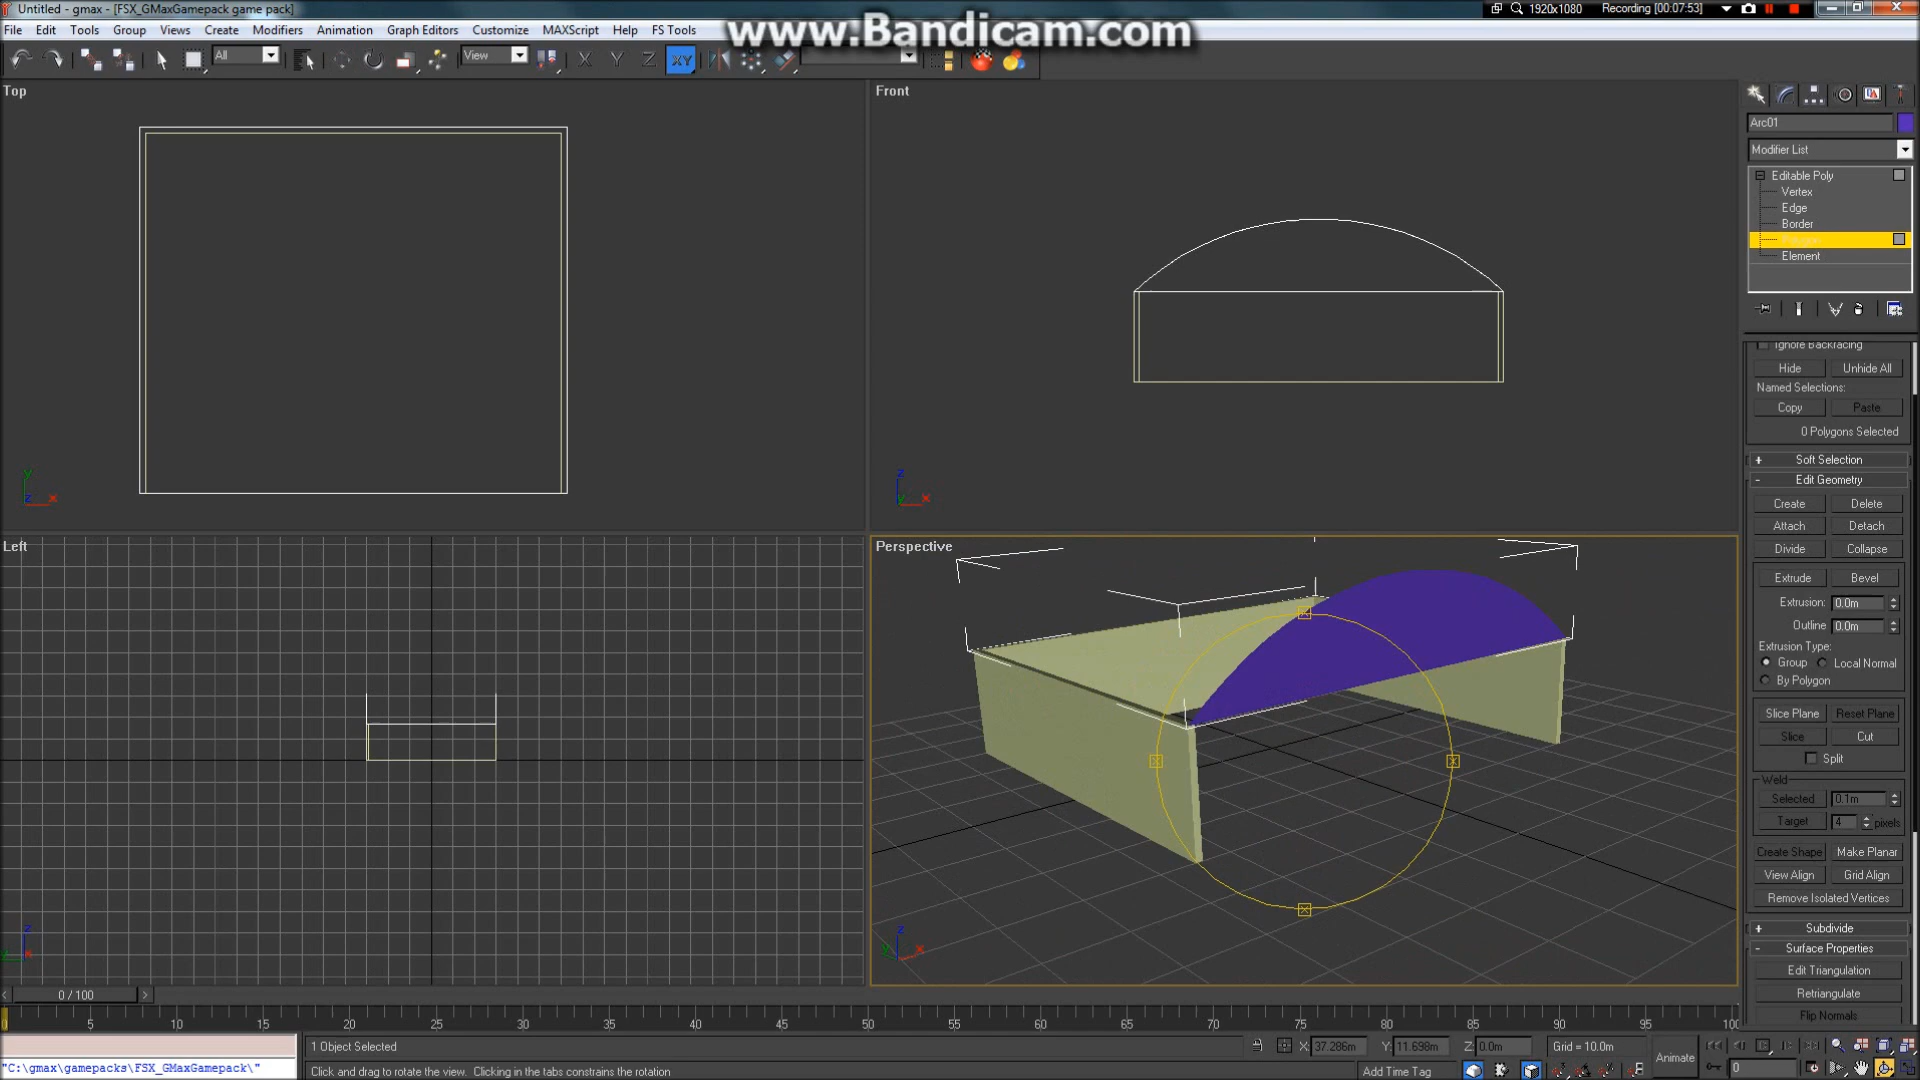 Untitled - gmax - [FSX_GMaxGamepack game pack]
1920x1080
Recording [00:07:53]
File Edit Tools Group Views Create Modifiers Animation Graph Editors Customize MAXScript Help FS Tools
www.Bandicam.com
All
View
X Y Z XY
Top
Front
Left
Perspective
Arc01
Modifier List
Editable Poly
Vertex
Edge
Border
Polygon
Element
Ignore Backfacing
Hide Unhide All
Named Selections:
Copy Paste
0 Polygons Selected
+ Soft Selection
- Edit Geometry
Create Delete
Attach Detach
Divide Collapse
Extrude Bevel
Extrusion: 0.0m
Outline 0.0m
Extrusion Type:
Group Local Normal
By Polygon
Slice Plane Reset Plane
Slice Cut
Split
Weld
Selected 0.1m
Target 4 pixels
Create Shape Make Planar
View Align Grid Align
Remove Isolated Vertices
+ Subdivide
- Surface Properties
Edit Triangulation
Retriangulate
Flip Normals
0 / 100
5 10 15 20 25 30 35 40 45 50 55 60 65 70 75 80 85 90 95 100
1 Object Selected
X: 37.286m Y: 11.698m Z: 0.0m
Grid = 10.0m
Animate
"C:\gmax\gamepacks\FSX_GMaxGamepack\"
Click and drag to rotate the view. Clicking in the tabs constrains the rotation
Add Time Tag
0